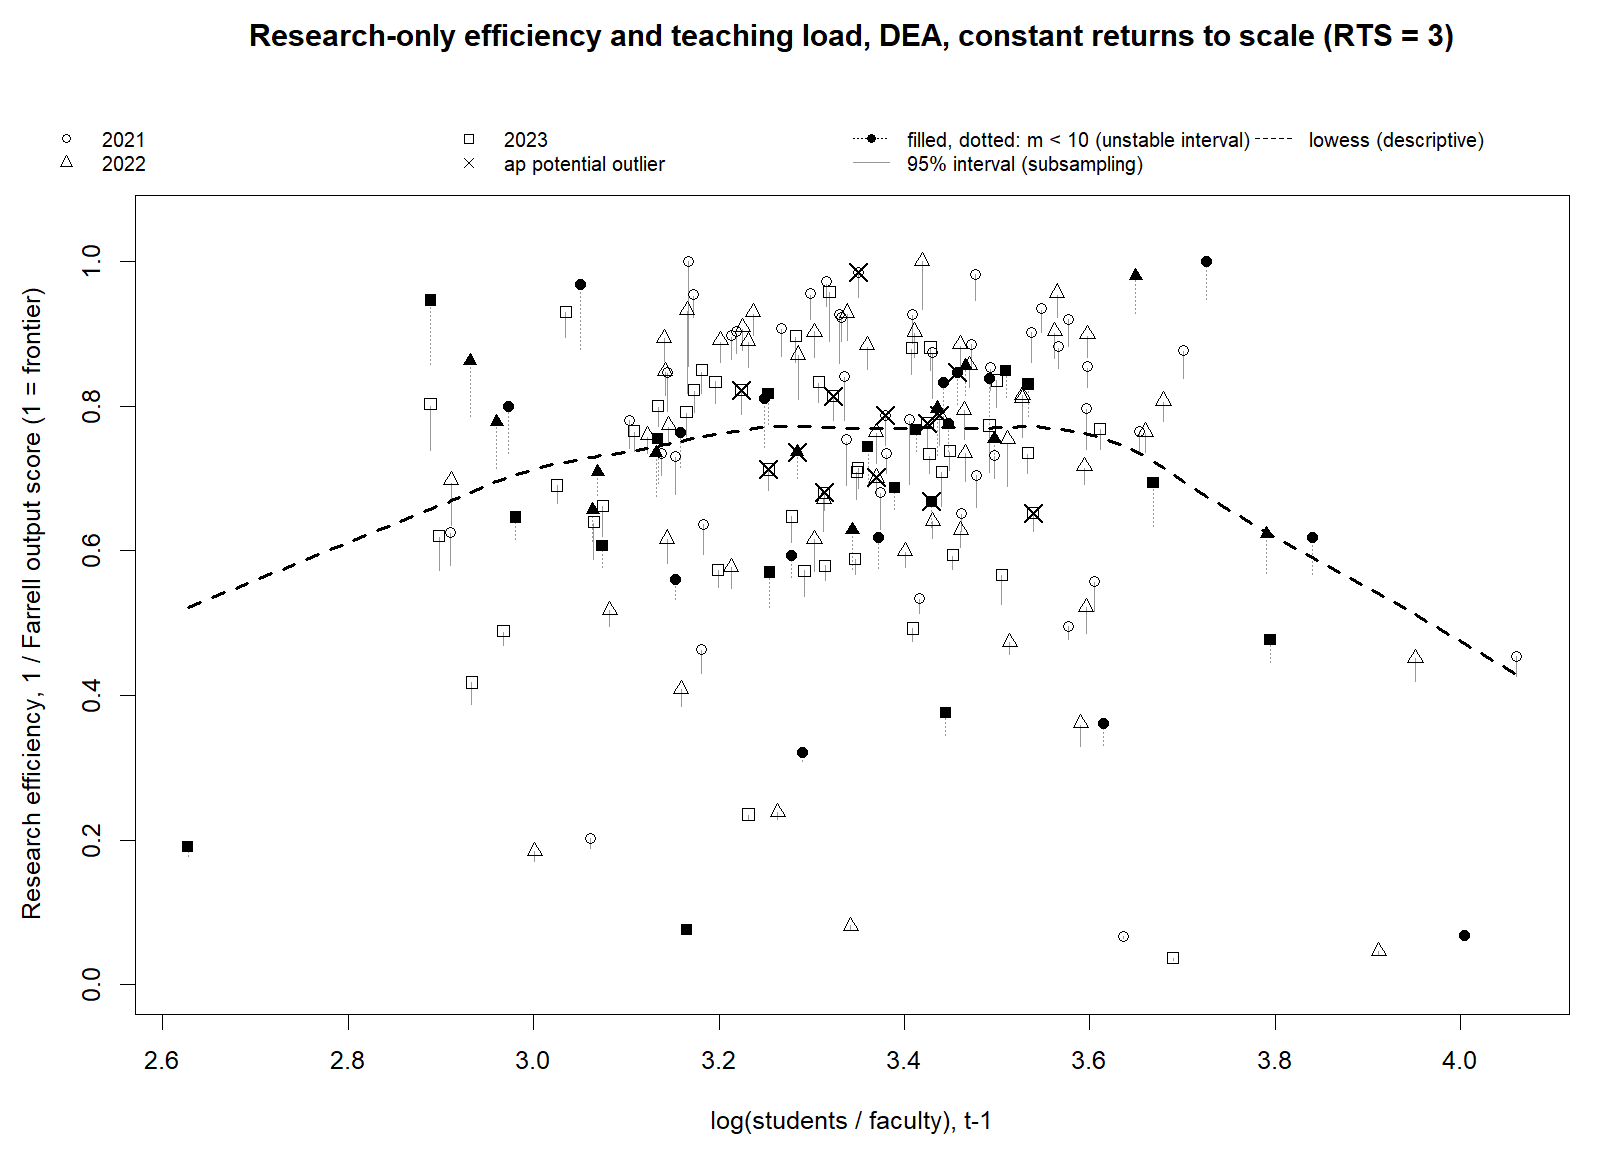 Research-only efficiency and teaching load, DEA, constant returns to scale (RTS = 3)
2021
2022
2023
ap potential outlier
filled, dotted: m < 10 (unstable interval)
95% interval (subsampling)
lowess (descriptive)
Research efficiency, 1 / Farrell output score (1 = frontier)
1.0
0.8
0.6
0.4
0.2
0.0
2.6
2.8
3.0
3.2
3.4
3.6
3.8
4.0
log(students / faculty), t-1